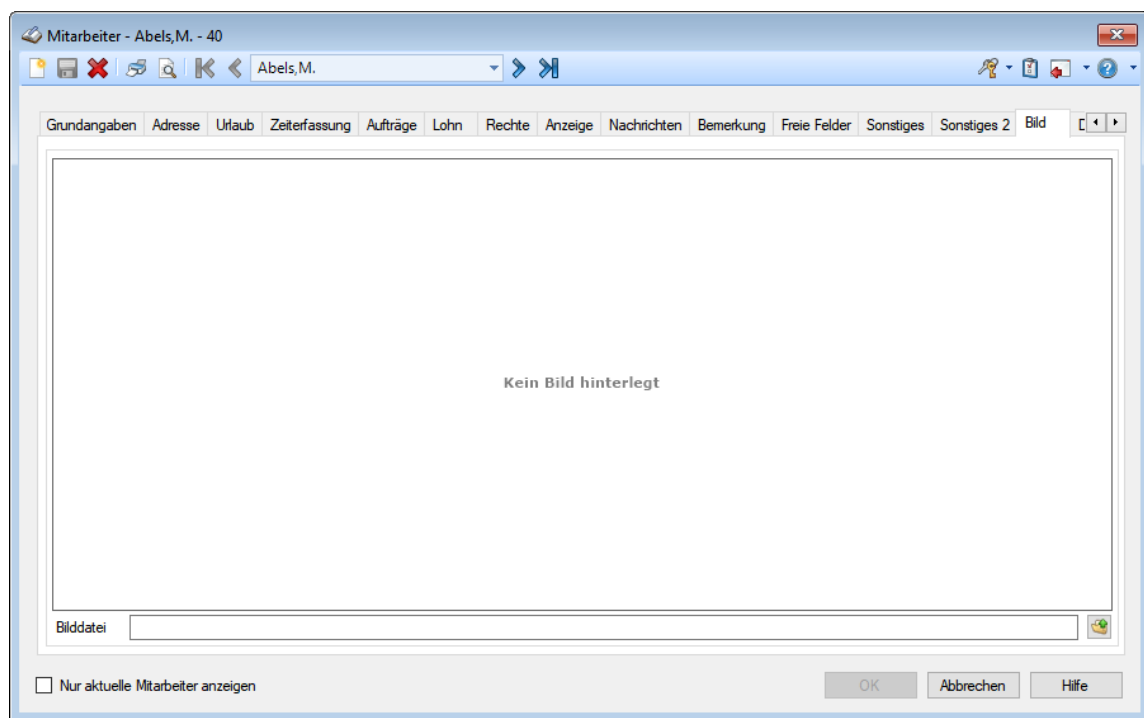 Mitarbeiter - Abels,M. - 40
Abels,M.
Grundangaben Adresse Urlaub Zeiterfassung Aufträge Lohn Rechte Anzeige Nachrichten Bemerkung Freie Felder Sonstiges Sonstiges 2 Bild
Kein Bild hinterlegt
Bilddatei
Nur aktuelle Mitarbeiter anzeigen OK Abbrechen Hilfe